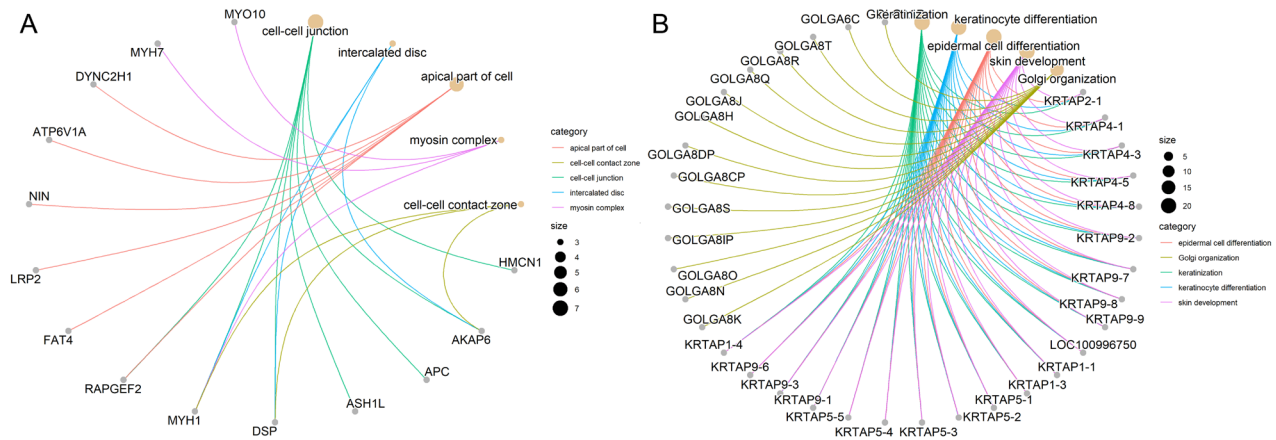 A
MYO10
cell-cell junction
MYH7
intercalated disc
DYNC2H1
apical part of cell
ATP6V1A
myosin complex
NIN
cell-cell contact zone
LRP2
HMCN1
FAT4
AKAP6
RAPGEF2
APC
MYH1
ASH1L
DSP
category
apical part of cell
cell-cell contact zone
cell-cell junction
intercalated disc
myosin complex
size
3
4
5
6
7
B
GOLGA6C
keratinization
keratinocyte differentiation
GOLGA8T
epidermal cell differentiation
GOLGA8R
skin development
GOLGA8Q
Golgi organization
GOLGA8J
KRTAP2-1
GOLGA8H
KRTAP4-1
GOLGA8DP
KRTAP4-3
GOLGA8CP
KRTAP4-5
GOLGA8S
KRTAP4-8
GOLGA8IP
KRTAP9-2
GOLGA8O
KRTAP9-7
GOLGA8N
KRTAP9-8
GOLGA8K
KRTAP9-9
KRTAP1-4
LOC100996750
KRTAP9-6
KRTAP1-1
KRTAP9-3
KRTAP1-3
KRTAP9-1
KRTAP5-1
KRTAP5-5
KRTAP5-2
KRTAP5-4
KRTAP5-3
size
5
10
15
20
category
epidermal cell differentiation
Golgi organization
keratinization
keratinocyte differentiation
skin development